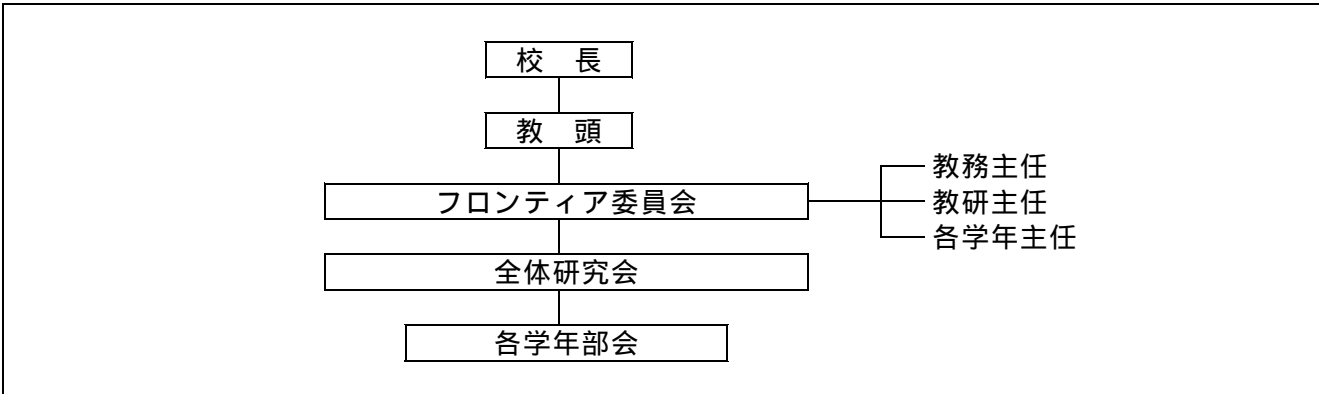 校　長
教　頭
教務主任
フロンティア委員会
教研主任
各学年主任
全体研究会
各学年部会